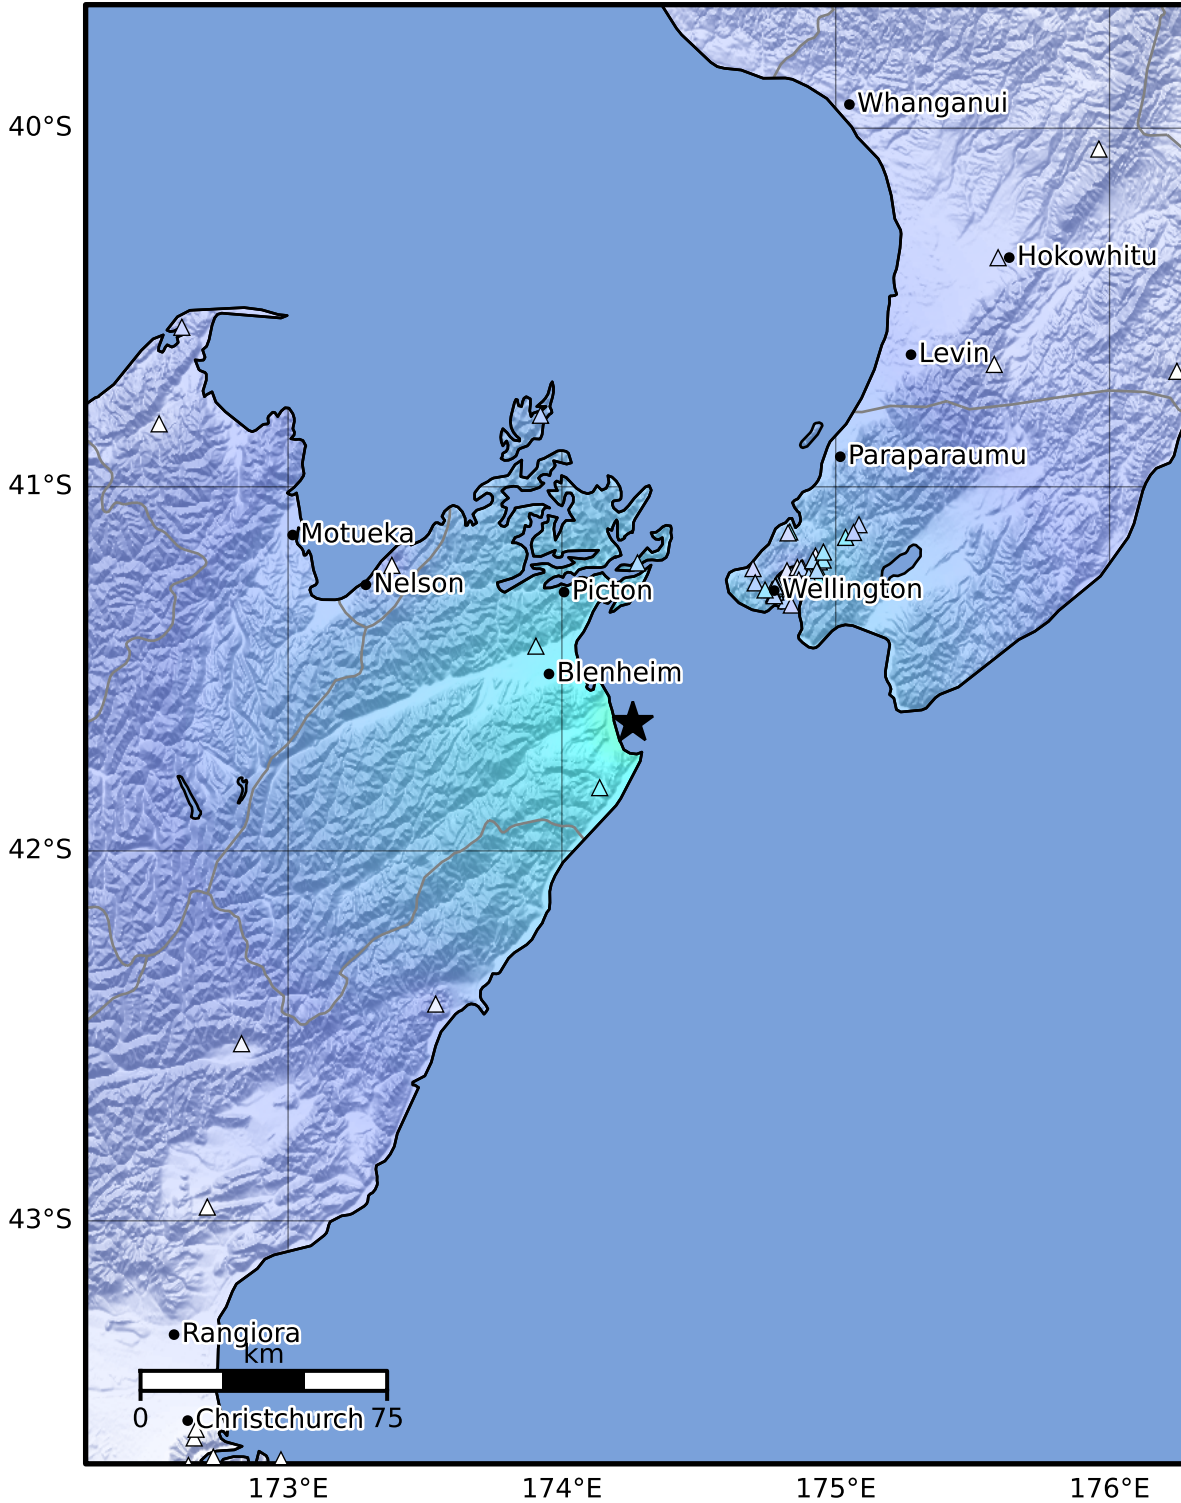 Whanganui
40°S
Hokowhitu
Levin
Paraparaumu
41°S
Motueka
Nelson
Picton
Wellington
Blenheim
42°S
43°S
Rangiora
km
0
75
Christchurch
173°E
174°E
175°E
176°E